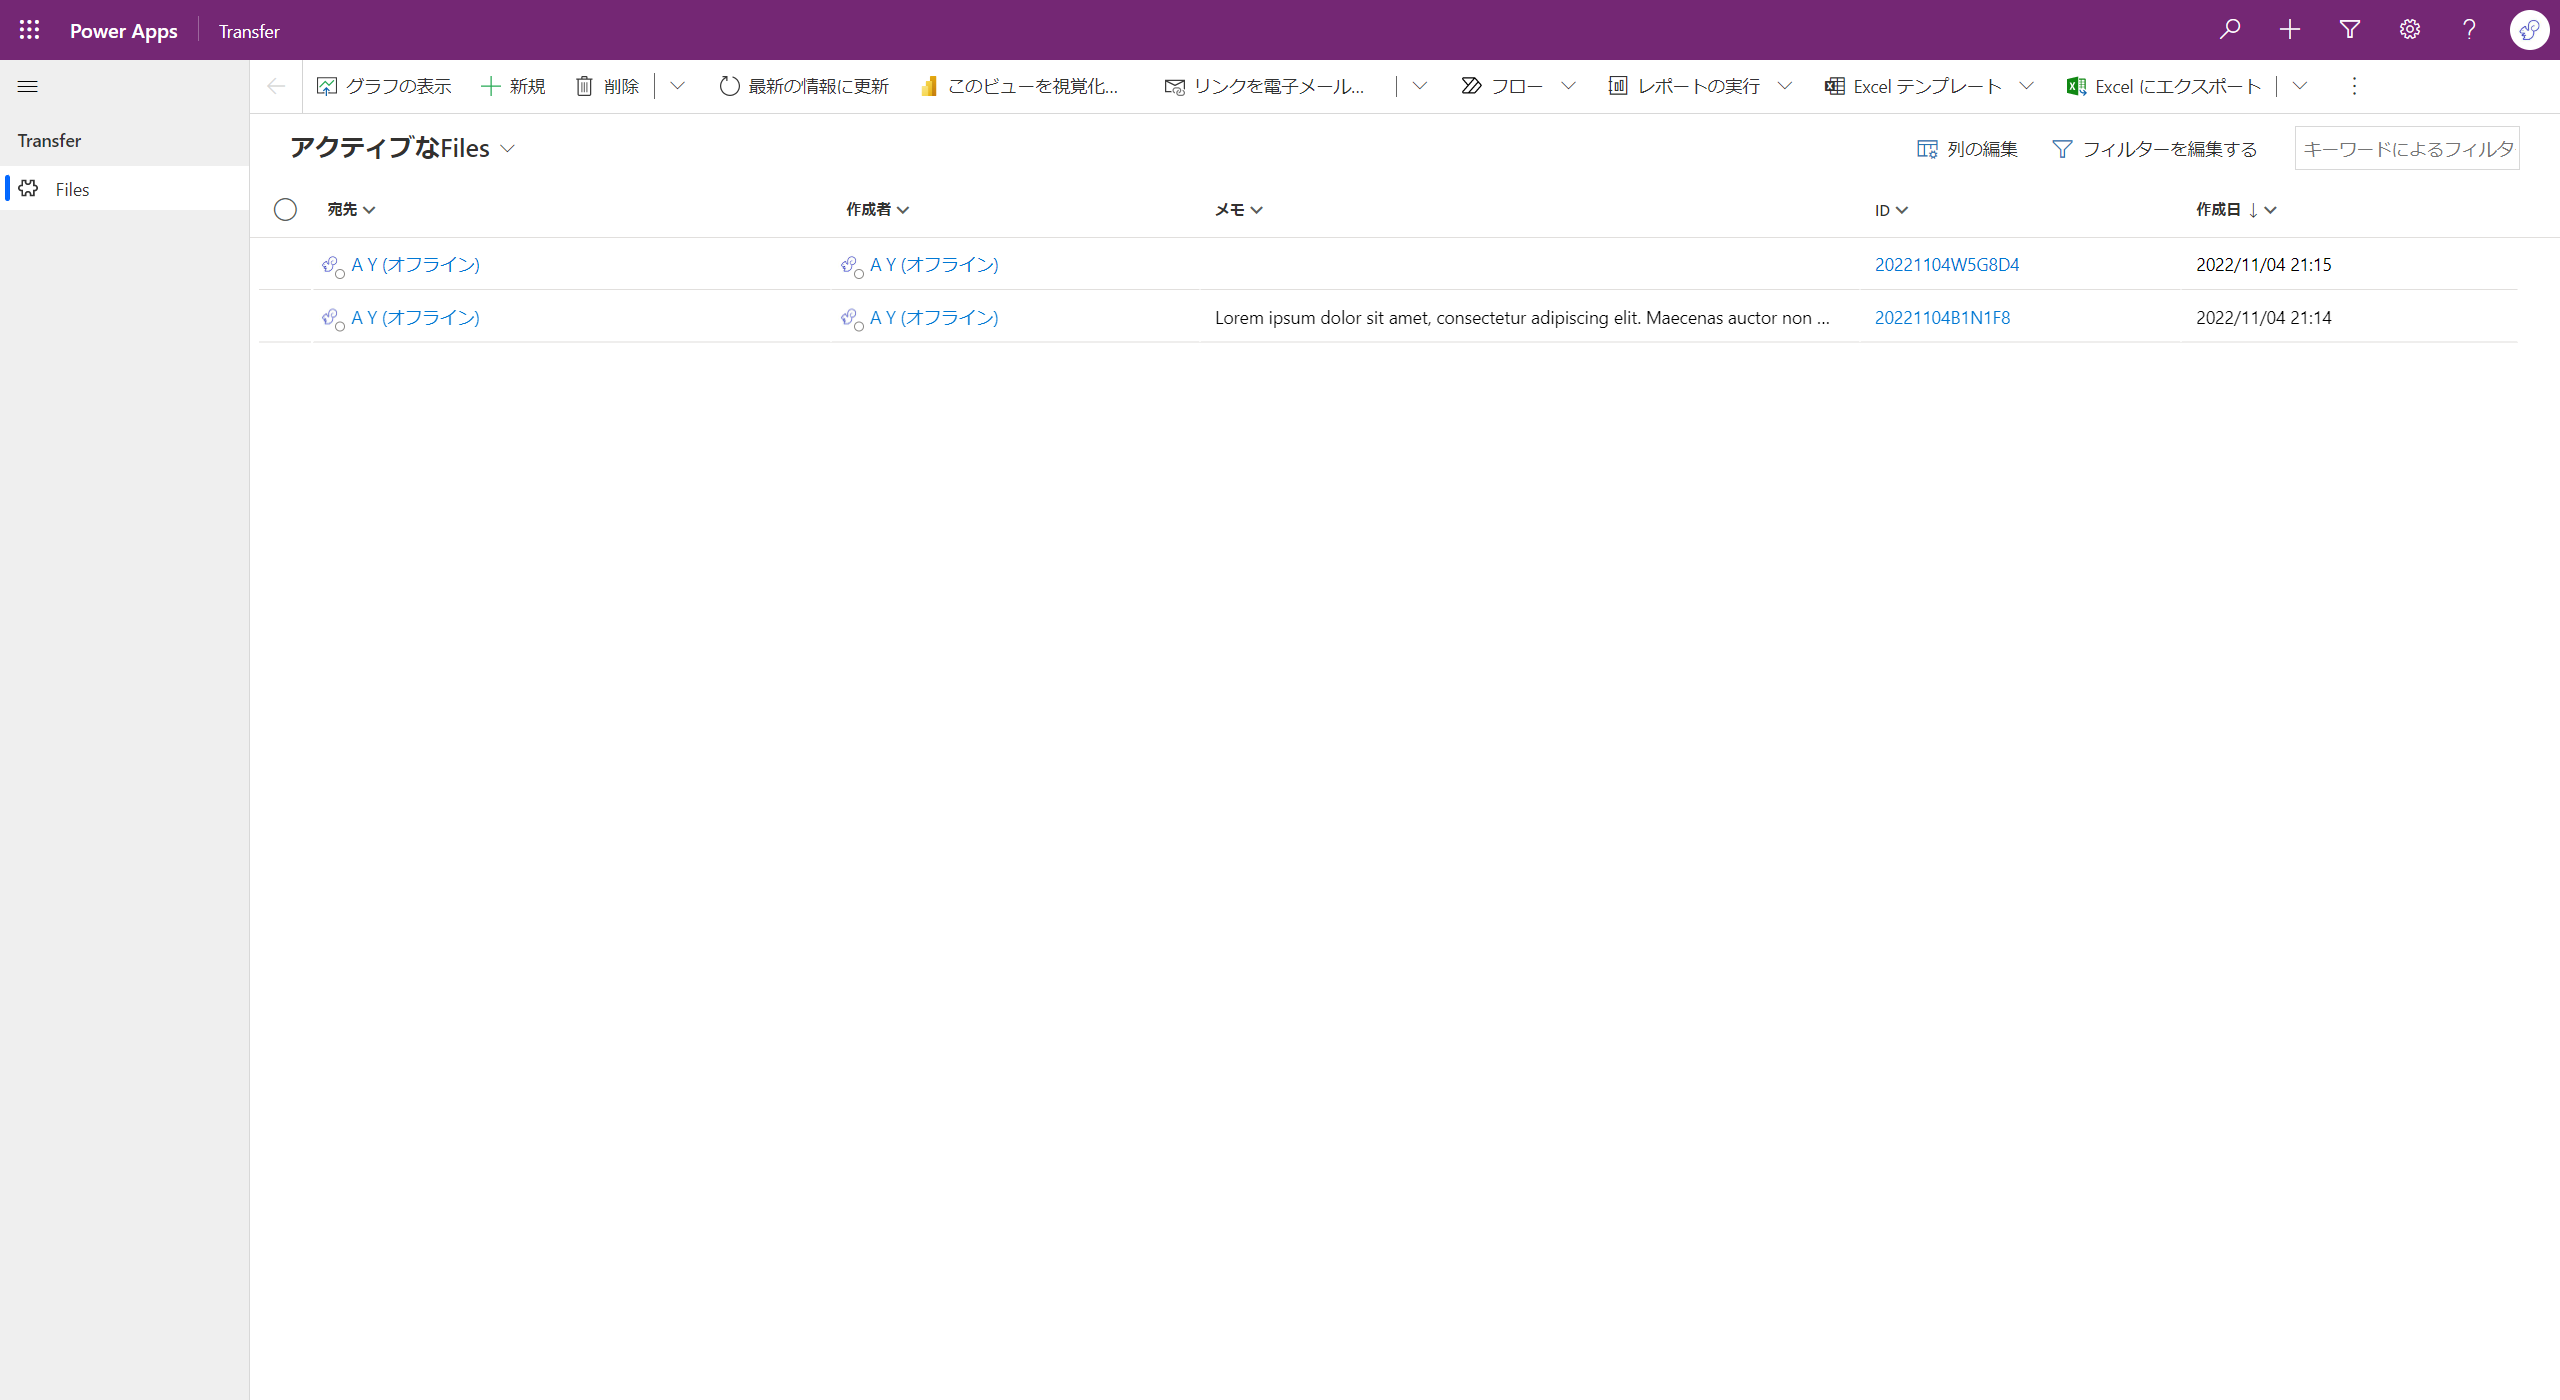 Power Apps Transfer
グラフの表示 新規 削除 最新の情報に更新 このビューを視覚化... リンクを電子メール... フロー レポートの実行 Excel テンプレート Excel にエクスポート
Transfer
Files
アクティブなFiles 列の編集 フィルターを編集する キーワードによるフィルタ
宛先 作成者 メモ ID 作成日
A Y (オフライン) A Y (オフライン) 20221104W5G8D4 2022/11/04 21:15
A Y (オフライン) A Y (オフライン) Lorem ipsum dolor sit amet, consectetur adipiscing elit. Maecenas auctor non ... 20221104B1N1F8 2022/11/04 21:14